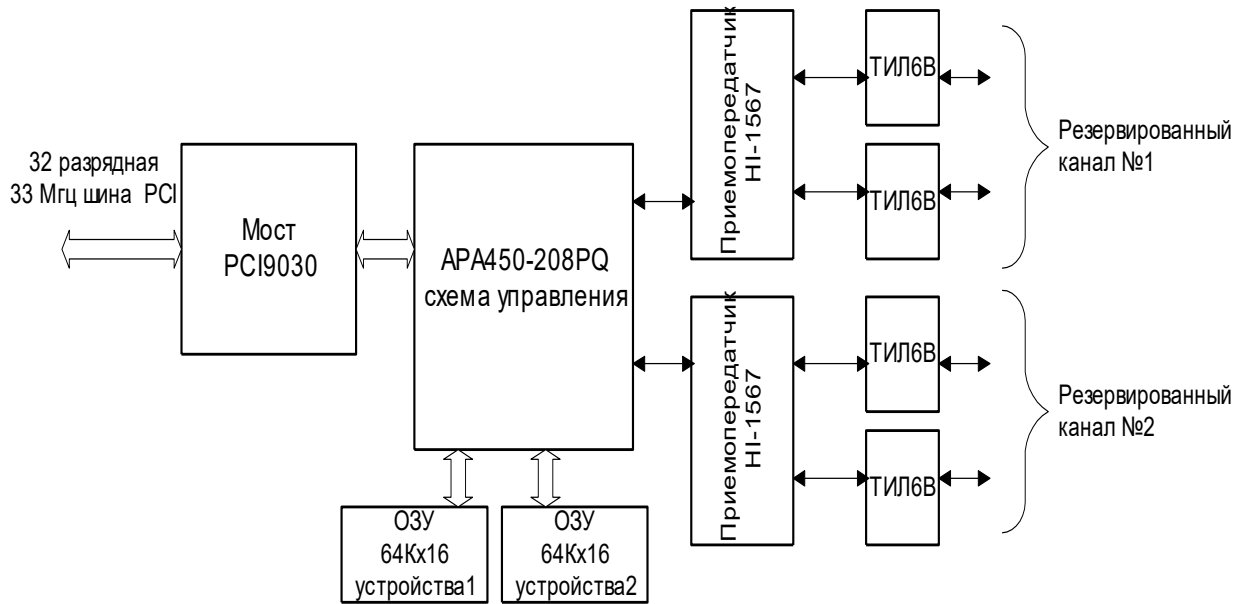 32 разрядная
33 Мгц шина PCI
Мост
PCI9030
APA450-208PQ
схема управления
ОЗУ
64Кх16
устройства1
ОЗУ
64Кх16
устройства2
Приемопередатчик
HI-1567
ТИЛ6В
ТИЛ6В
Резервированный
канал №1
Приемопередатчик
HI-1567
ТИЛ6В
ТИЛ6В
Резервированный
канал №2